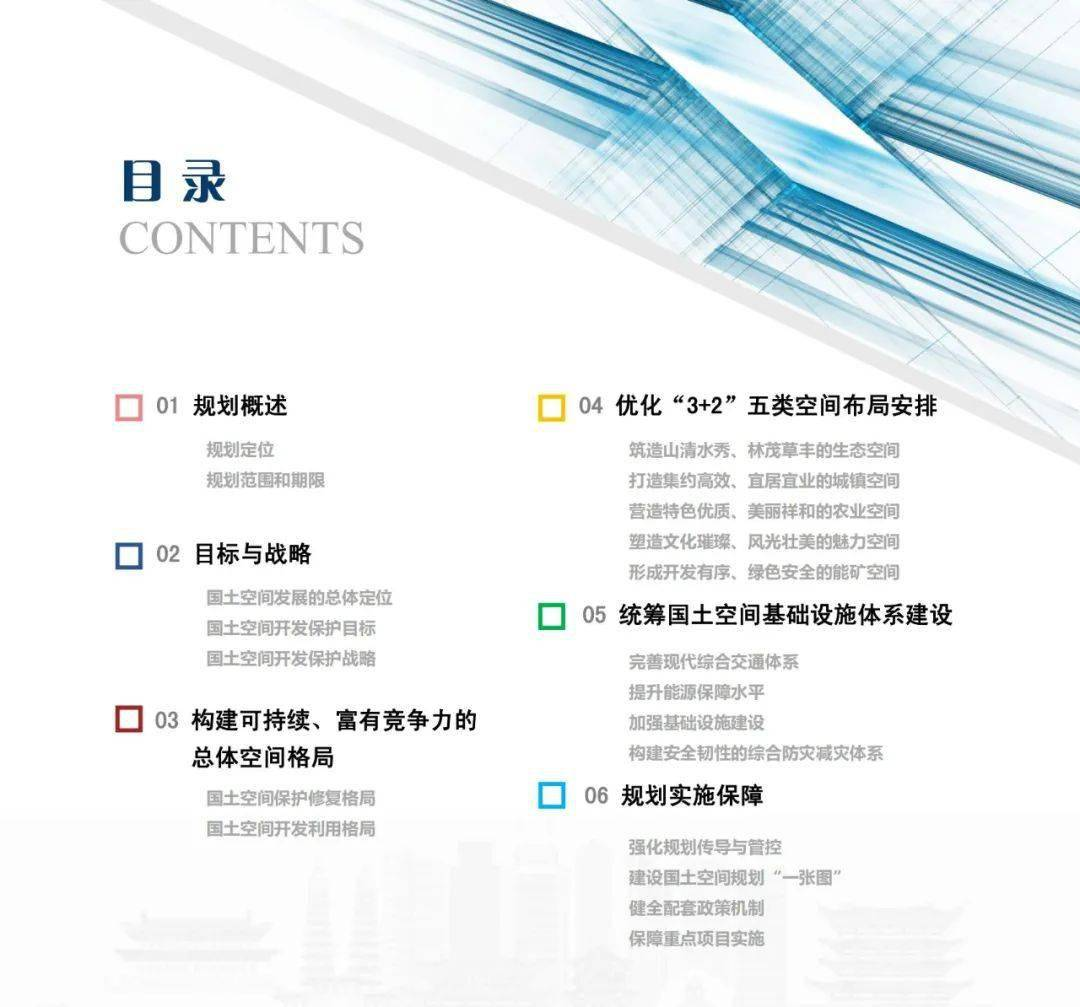 目录
CONTENTS
01 规划概述
规划定位
规划范围和期限
02 目标与战略
国土空间发展的总体定位
国土空间开发保护目标
国土空间开发保护战略
03 构建可持续、富有竞争力的
总体空间格局
国土空间保护修复格局
国土空间开发利用格局
04 优化“3+2”五类空间布局安排
筑造山清水秀、林茂草丰的生态空间
打造集约高效、宜居宜业的城镇空间
营造特色优质、美丽祥和的农业空间
塑造文化璀璨、风光壮美的魅力空间
形成开发有序、绿色安全的能矿空间
05 统筹国土空间基础设施体系建设
完善现代综合交通体系
提升能源保障水平
加强基础设施建设
构建安全韧性的综合防灾减灾体系
06 规划实施保障
强化规划传导与管控
建设国土空间规划“一张图”
健全配套政策机制
保障重点项目实施